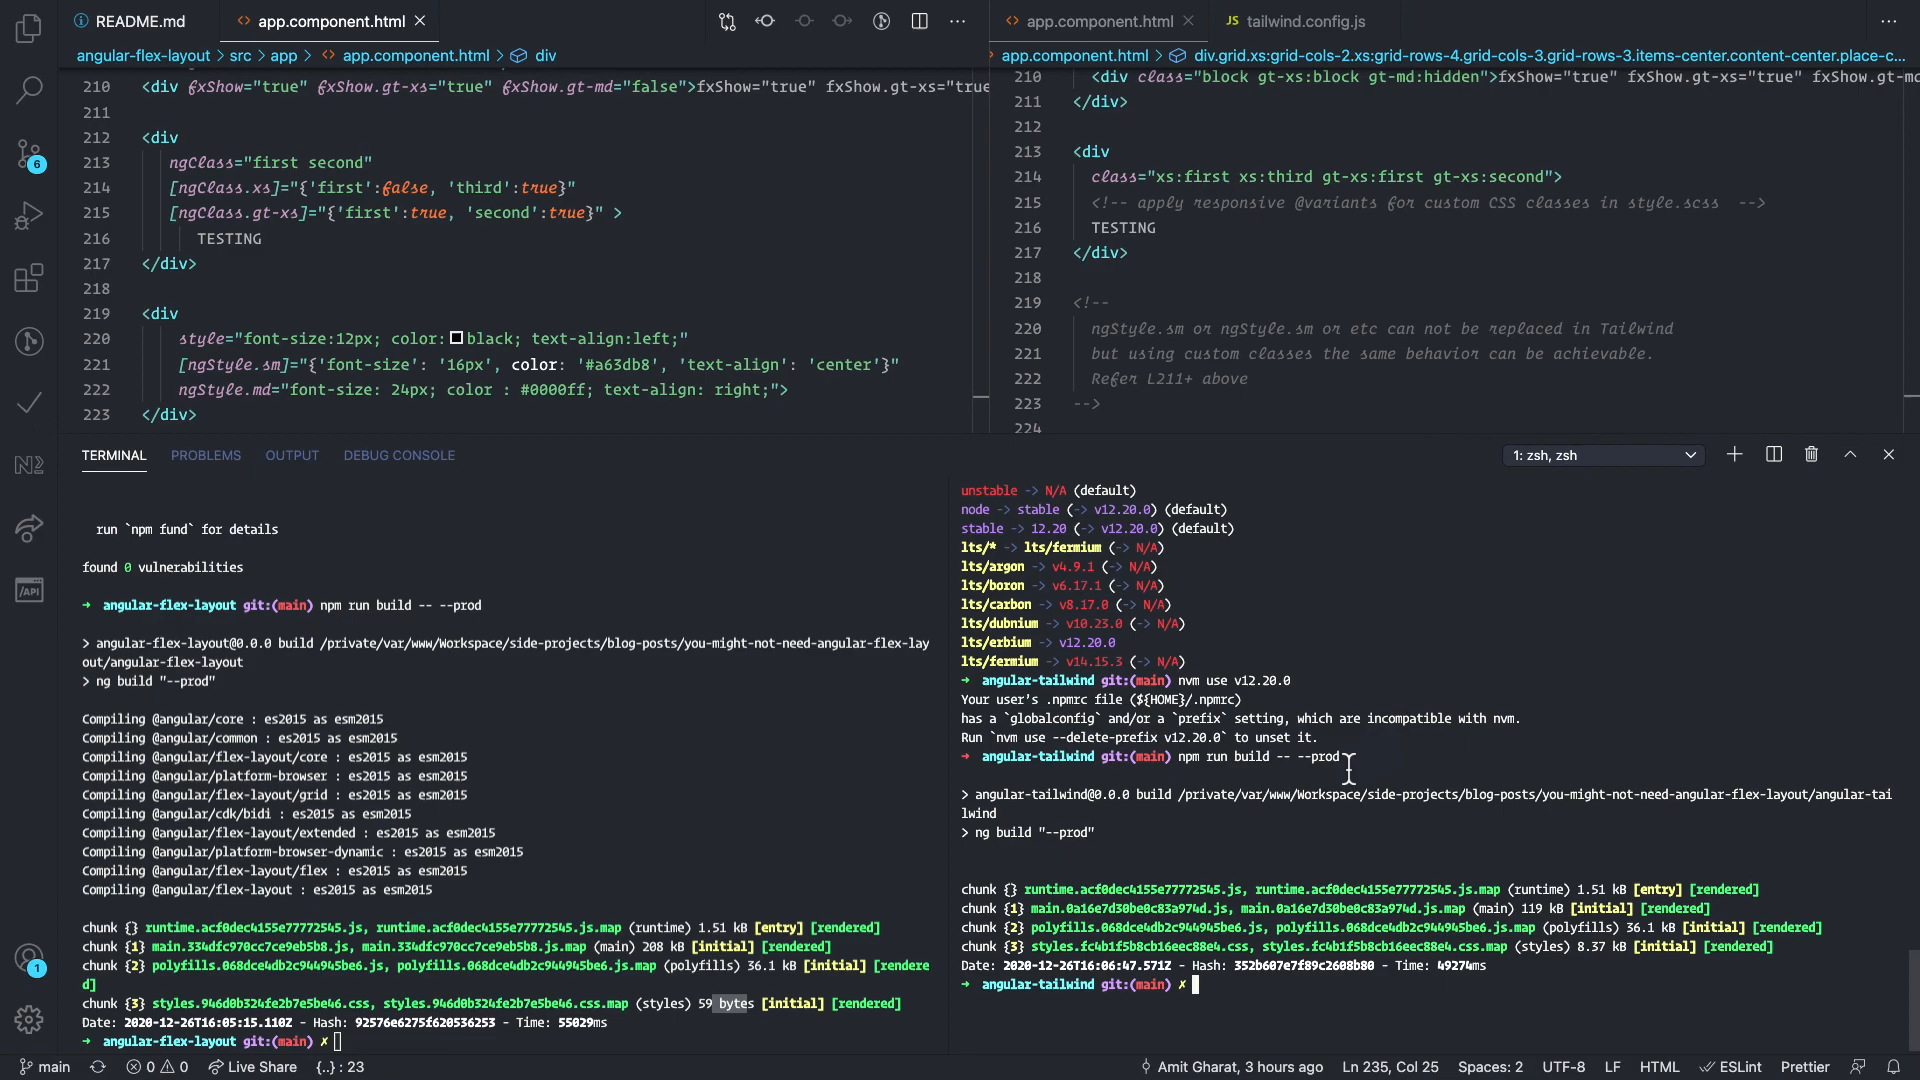 README.md
app.component.html
angular-flex-layout > src > app > app.component.html > div
210 <div fxShow="true" fxShow.gt-xs="true" fxShow.gt-md="false">fxShow="true" fxShow.gt-xs="true
211
212 <div
213 ngClass="first second"
214 [ngClass.xs]="{'first':false, 'third':true}"
215 [ngClass.gt-xs]="{'first':true, 'second':true}" >
216 TESTING
217 </div>
218
219 <div
220 style="font-size:12px; color:black; text-align:left;"
221 [ngStyle.sm]="{'font-size': '16px', color: '#a63db8', 'text-align': 'center'}"
222 ngStyle.md="font-size: 24px; color : #0000ff; text-align: right;">
223 </div>
app.component.html
JS tailwind.config.js
app.component.html > div.grid.xs:grid-cols-2.xs:grid-rows-4.grid-cols-3.grid-rows-3.items-center.content-center.place-c...
210 <div class="block gt-xs:block gt-md:hidden">fxShow="true" fxShow.gt-xs="true" fxShow.gt-md
211 </div>
212
213 <div
214 class="xs:first xs:third gt-xs:first gt-xs:second">
215 <!-- apply responsive @variants for custom CSS classes in style.scss -->
216 TESTING
217 </div>
218
219 <!--
220 ngStyle.sm or ngStyle.sm or etc can not be replaced in Tailwind
221 but using custom classes the same behavior can be achievable.
222 Refer L211+ above
223 -->
224
6
N2
/API
1
TERMINAL PROBLEMS OUTPUT DEBUG CONSOLE
1: zsh, zsh
run `npm fund` for details
found 0 vulnerabilities
➜ angular-flex-layout git:(main) npm run build -- --prod
> angular-flex-layout@0.0.0 build /private/var/www/Workspace/side-projects/blog-posts/you-might-not-need-angular-flex-lay
out/angular-flex-layout
> ng build "--prod"
Compiling @angular/core : es2015 as esm2015
Compiling @angular/common : es2015 as esm2015
Compiling @angular/flex-layout/core : es2015 as esm2015
Compiling @angular/platform-browser : es2015 as esm2015
Compiling @angular/flex-layout/grid : es2015 as esm2015
Compiling @angular/cdk/bidi : es2015 as esm2015
Compiling @angular/flex-layout/extended : es2015 as esm2015
Compiling @angular/platform-browser-dynamic : es2015 as esm2015
Compiling @angular/flex-layout/flex : es2015 as esm2015
Compiling @angular/flex-layout : es2015 as esm2015
chunk {} runtime.acf0dec4155e77772545.js, runtime.acf0dec4155e77772545.js.map (runtime) 1.51 kB [entry] [rendered]
chunk {1} main.334dfc970cc7ce9eb5b8.js, main.334dfc970cc7ce9eb5b8.js.map (main) 208 kB [initial] [rendered]
chunk {2} polyfills.068dce4db2c944945be6.js, polyfills.068dce4db2c944945be6.js.map (polyfills) 36.1 kB [initial] [rendere
d]
chunk {3} styles.946d0b324fe2b7e5be46.css, styles.946d0b324fe2b7e5be46.css.map (styles) 59 bytes [initial] [rendered]
Date: 2020-12-26T16:05:15.110Z - Hash: 92576e6275f620536253 - Time: 55029ms
➜ angular-flex-layout git:(main) ✗
unstable -> N/A (default)
node -> stable (-> v12.20.0) (default)
stable -> 12.20 (-> v12.20.0) (default)
lts/* -> lts/fermium (-> N/A)
lts/argon -> v4.9.1 (-> N/A)
lts/boron -> v6.17.1 (-> N/A)
lts/carbon -> v8.17.0 (-> N/A)
lts/dubnium -> v10.23.0 (-> N/A)
lts/erbium -> v12.20.0
lts/fermium -> v14.15.3 (-> N/A)
➜ angular-tailwind git:(main) nvm use v12.20.0
Your user's .npmrc file (${HOME}/.npmrc)
has a `globalconfig` and/or a `prefix` setting, which are incompatible with nvm.
Run `nvm use --delete-prefix v12.20.0` to unset it.
➜ angular-tailwind git:(main) npm run build -- --prod
> angular-tailwind@0.0.0 build /private/var/www/Workspace/side-projects/blog-posts/you-might-not-need-angular-flex-layout/angular-tai
lwind
> ng build "--prod"
chunk {} runtime.acf0dec4155e77772545.js, runtime.acf0dec4155e77772545.js.map (runtime) 1.51 kB [entry] [rendered]
chunk {1} main.0a16e7d30be0c83a974d.js, main.0a16e7d30be0c83a974d.js.map (main) 119 kB [initial] [rendered]
chunk {2} polyfills.068dce4db2c944945be6.js, polyfills.068dce4db2c944945be6.js.map (polyfills) 36.1 kB [initial] [rendered]
chunk {3} styles.fc4b1f5b8cb16eec88e4.css, styles.fc4b1f5b8cb16eec88e4.css.map (styles) 8.37 kB [initial] [rendered]
Date: 2020-12-26T16:06:47.571Z - Hash: 352b607e7f89c2608b80 - Time: 49274ms
➜ angular-tailwind git:(main) ✗
main 0 0 Live Share {..} : 23 Amit Gharat, 3 hours ago Ln 235, Col 25 Spaces: 2 UTF-8 LF HTML ESLint Prettier